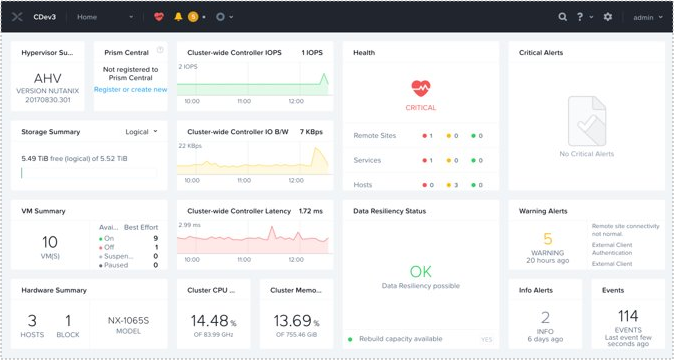 CDev3
Home
5
?
admin
Hypervisor Su...
AHV
VERSION NUTANIX
20170830.301
Prism Central
?
Not registered to
Prism Central
Register or create new
Cluster-wide Controller IOPS
1 IOPS
2 IOPS
10:00
11:00
12:00
Health
CRITICAL
Remote Sites
1
0
0
Services
1
0
0
Hosts
0
3
0
Critical Alerts
No Critical Alerts
Storage Summary
Logical
5.49 TiB free (logical) of 5.52 TiB
Cluster-wide Controller IO B/W
7 KBps
22 KBps
10:00
11:00
12:00
VM Summary
10
VM(S)
Avai...
Best Effort
On
9
Off
1
Suspen...
0
Paused
0
Cluster-wide Controller Latency
1.72 ms
2.99 ms
10:00
11:00
12:00
Data Resiliency Status
OK
Data Resiliency possible
Rebuild capacity available
YES
Warning Alerts
5
WARNING
20 hours ago
Remote site connectivity
not normal.
External Client
Authentication
External Client
Hardware Summary
3
HOSTS
1
BLOCK
NX-1065S
MODEL
Cluster CPU ...
14.48 %
OF 83.99 GHz
Cluster Memo...
13.69 %
OF 755.46 GiB
Info Alerts
2
INFO
6 days ago
Events
114
EVENTS
Last event few
seconds ago